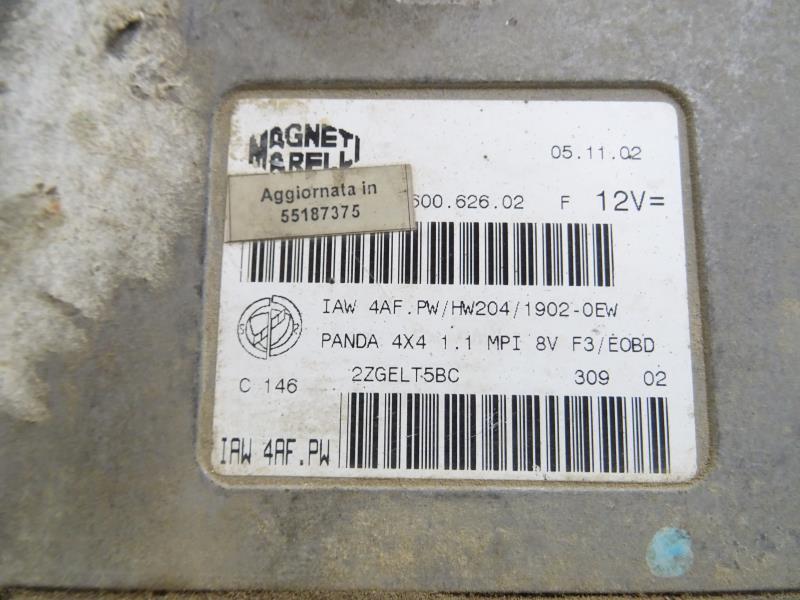 MAGNETI
MARELLI
05.11.02
Aggiornata in
55187375
600.626.02 F 12V=
IAW 4AF.PW/HW204/1902-0EW
S R
PANDA 4X4 1.1 MPI 8V F3/EOBD
C 146 2ZGELT5BC 309 02
IAW 4AF.PW